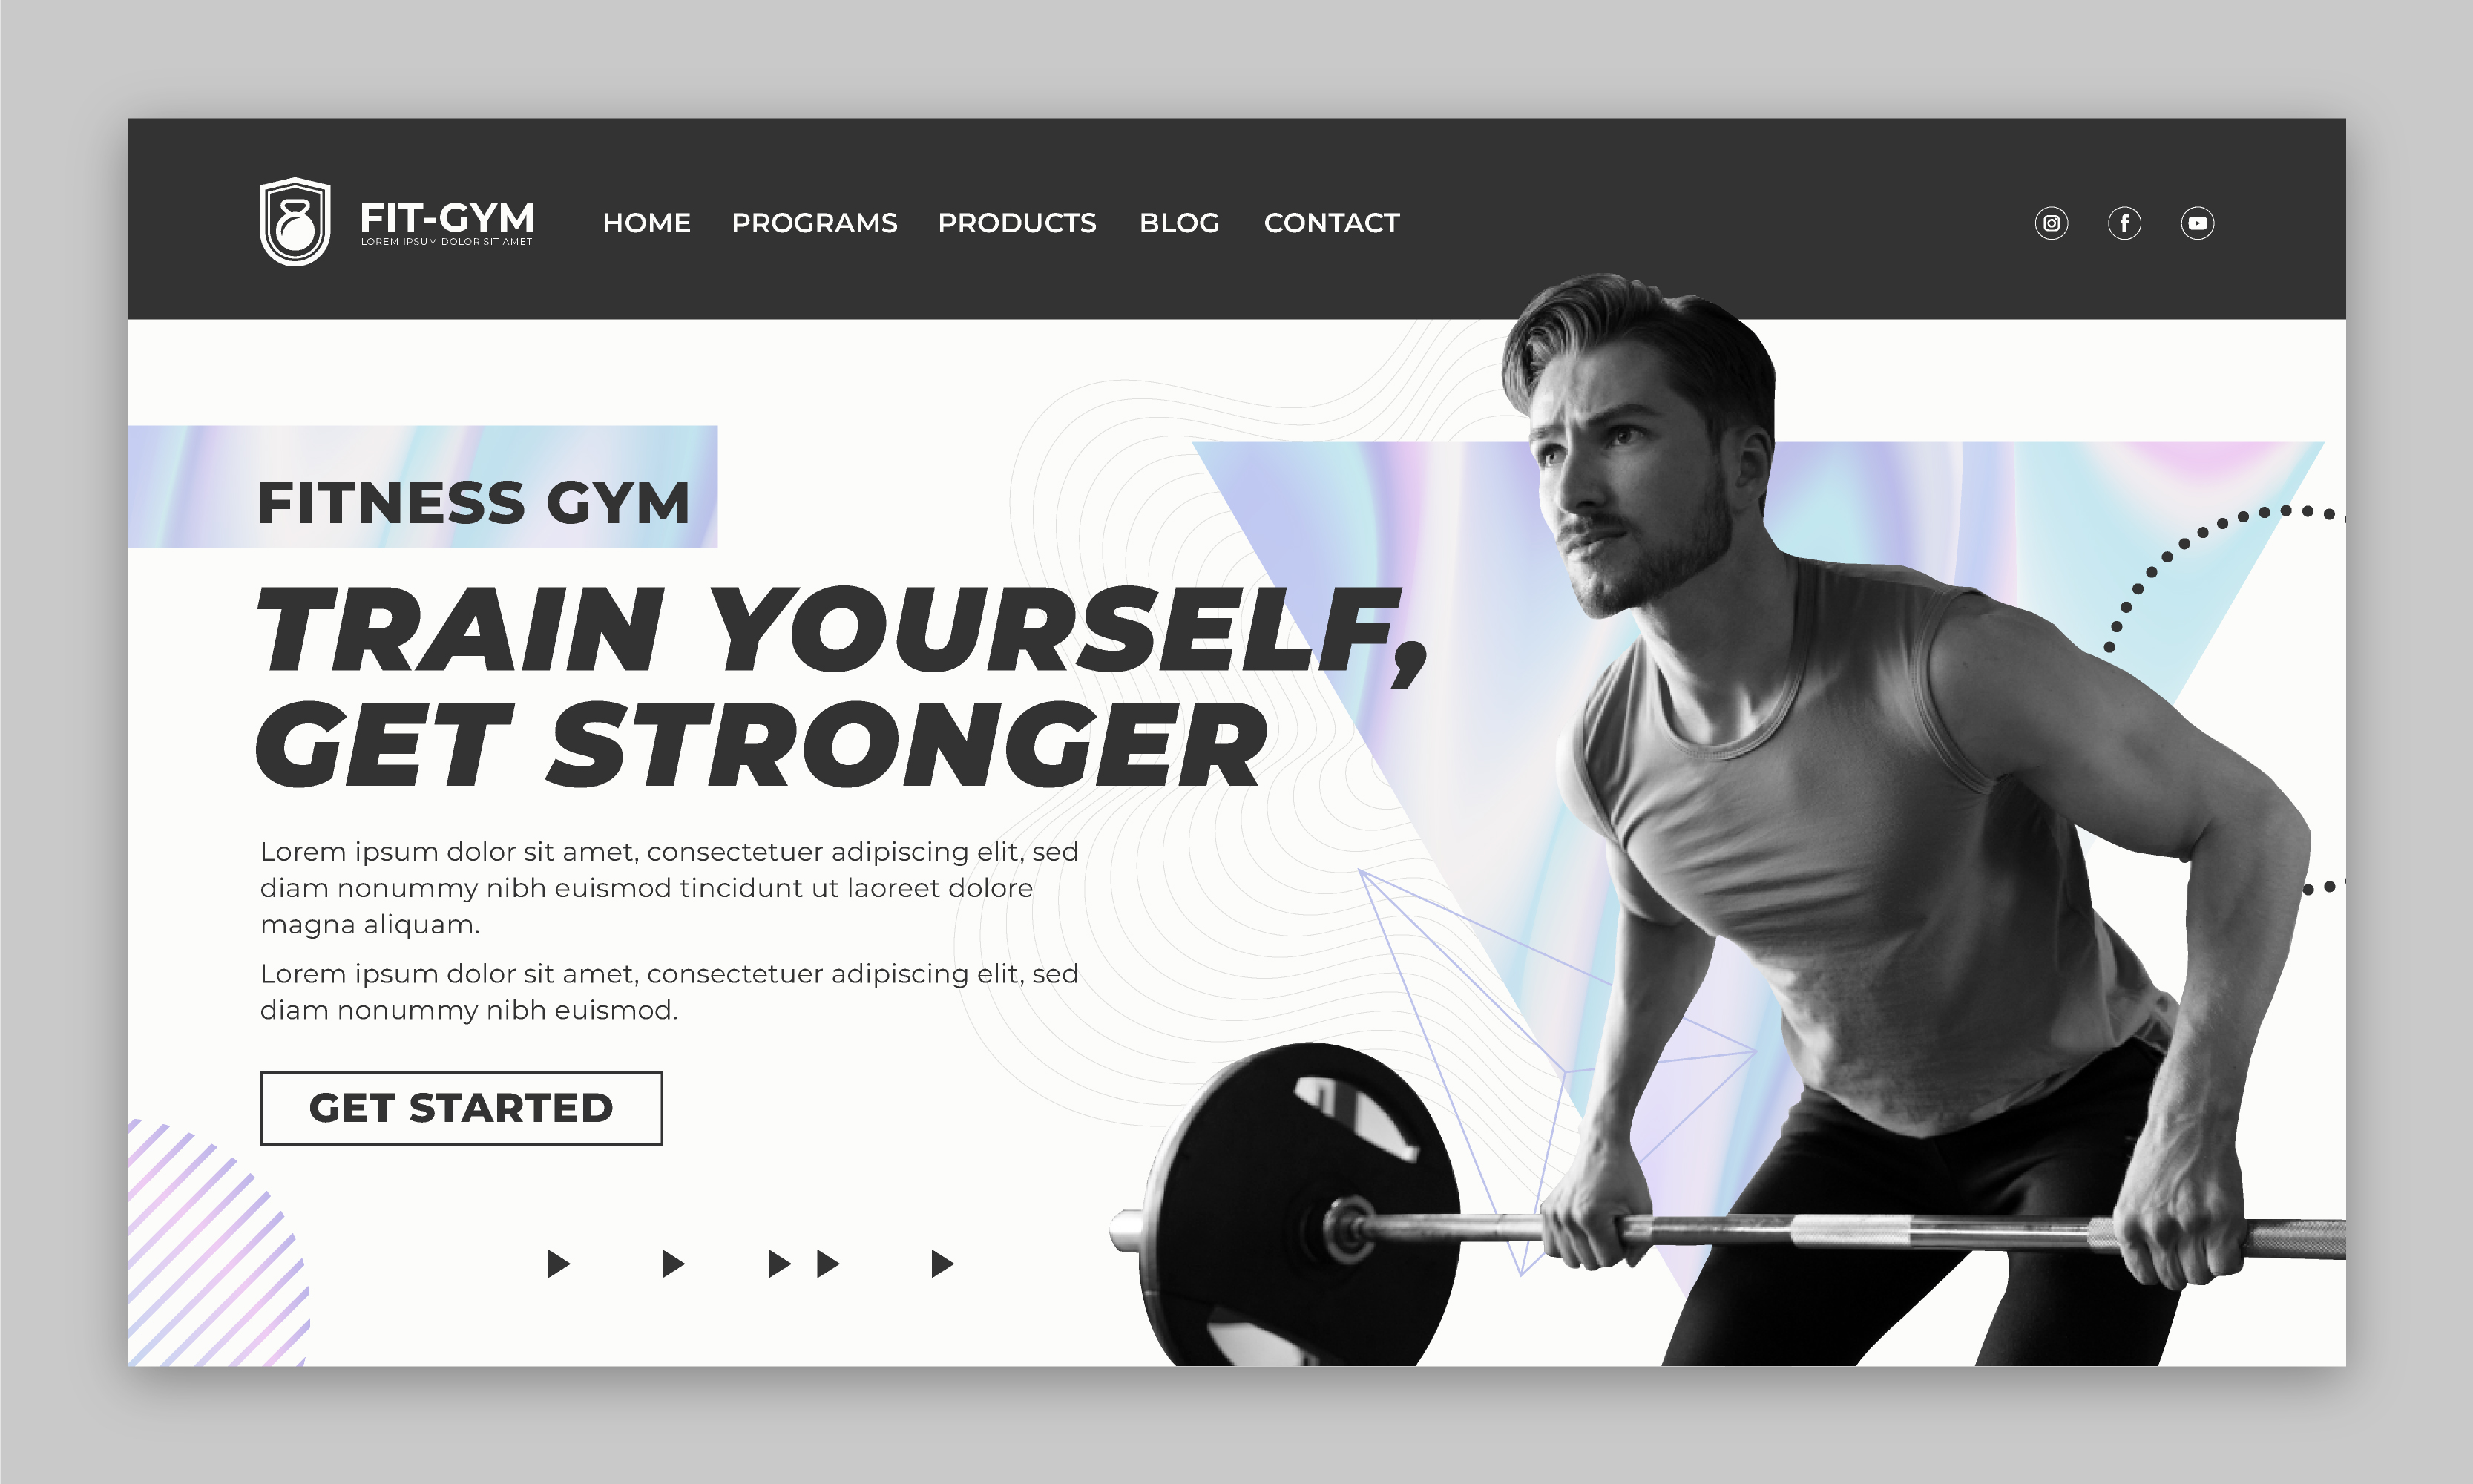 FIT-GYM
LOREM IPSUM DOLOR SIT AMET
HOME PROGRAMS PRODUCTS BLOG CONTACT
FITNESS GYM
TRAIN YOURSELF,
GET STRONGER
Lorem ipsum dolor sit amet, consectetuer adipiscing elit, sed
diam nonummy nibh euismod tincidunt ut laoreet dolore
magna aliquam.
Lorem ipsum dolor sit amet, consectetuer adipiscing elit, sed
diam nonummy nibh euismod.
GET STARTED